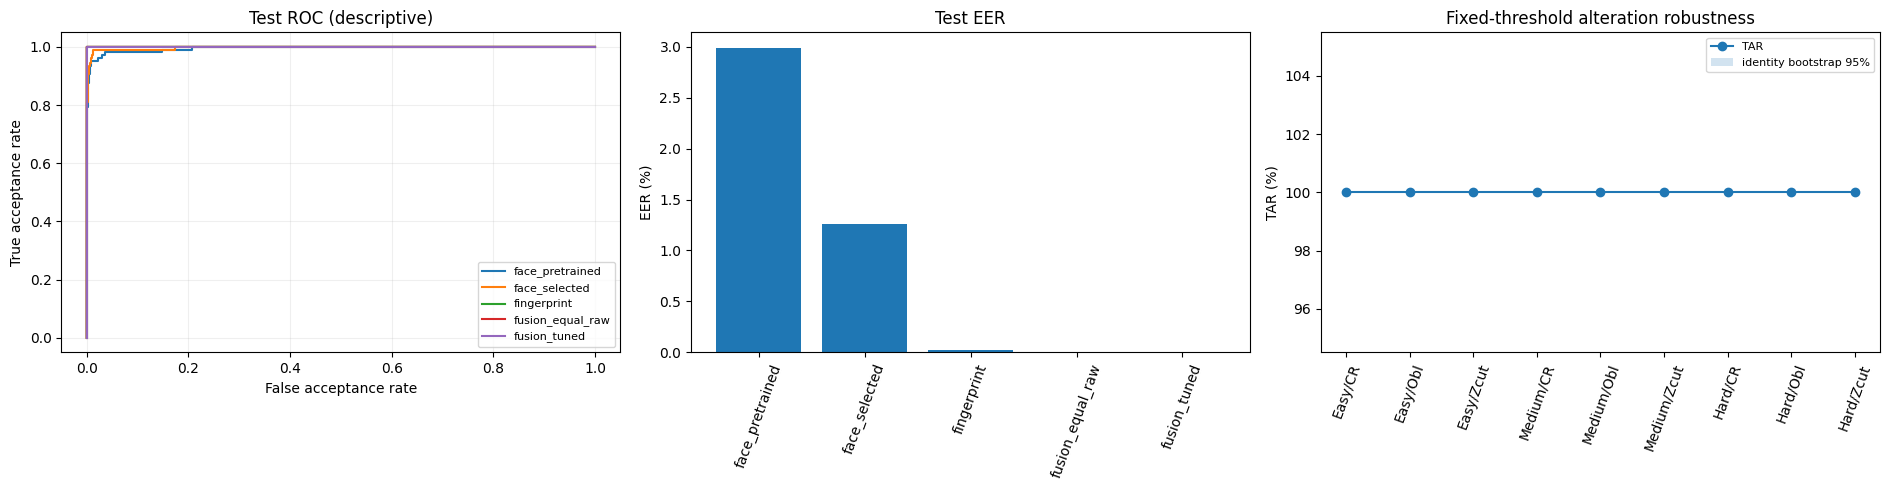 Test ROC (descriptive)
True acceptance rate
1.0
0.8
0.6
0.4
0.2
0.0
0.0 0.2 0.4 0.6 0.8 1.0
False acceptance rate
face_pretrained
face_selected
fingerprint
fusion_equal_raw
fusion_tuned
Test EER
EER (%)
3.0
2.5
2.0
1.5
1.0
0.5
0.0
face_pretrained
face_selected
fingerprint
fusion_equal_raw
fusion_tuned
Fixed-threshold alteration robustness
TAR (%)
104
102
100
98
96
TAR
identity bootstrap 95%
Easy/CR
Easy/Obl
Easy/Zcut
Medium/CR
Medium/Obl
Medium/Zcut
Hard/CR
Hard/Obl
Hard/Zcut